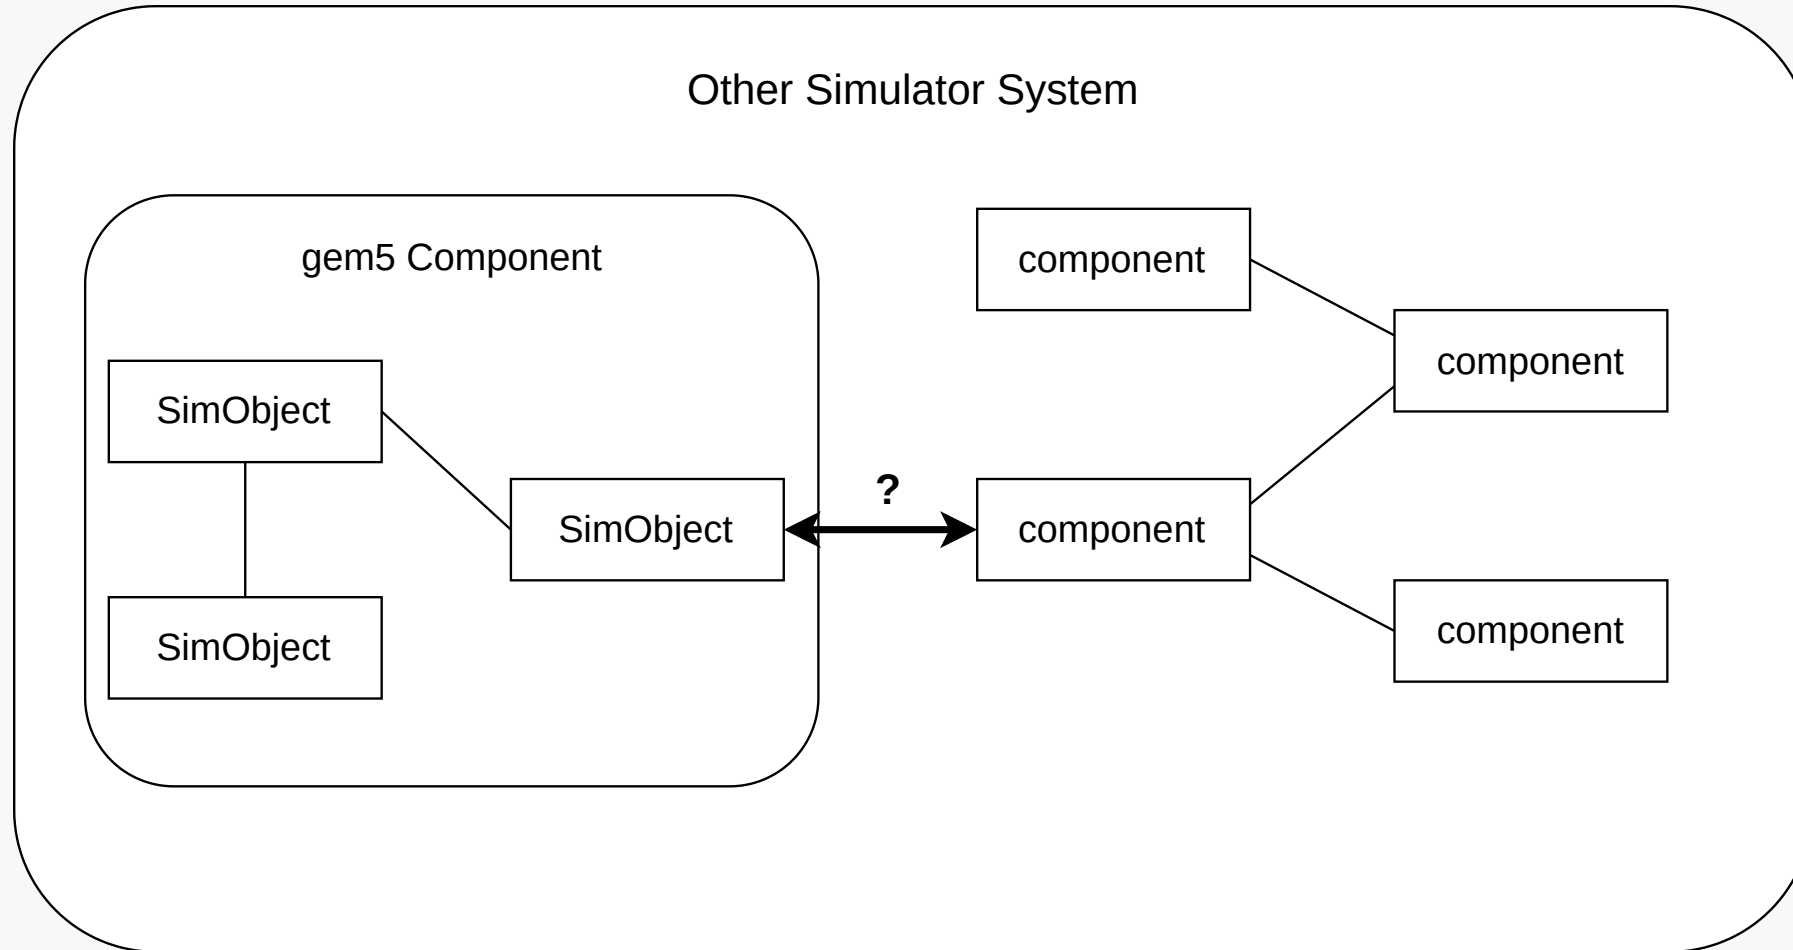 Other Simulator System
gem5 Component
component
component
SimObject
?
SimObject
component
component
SimObject